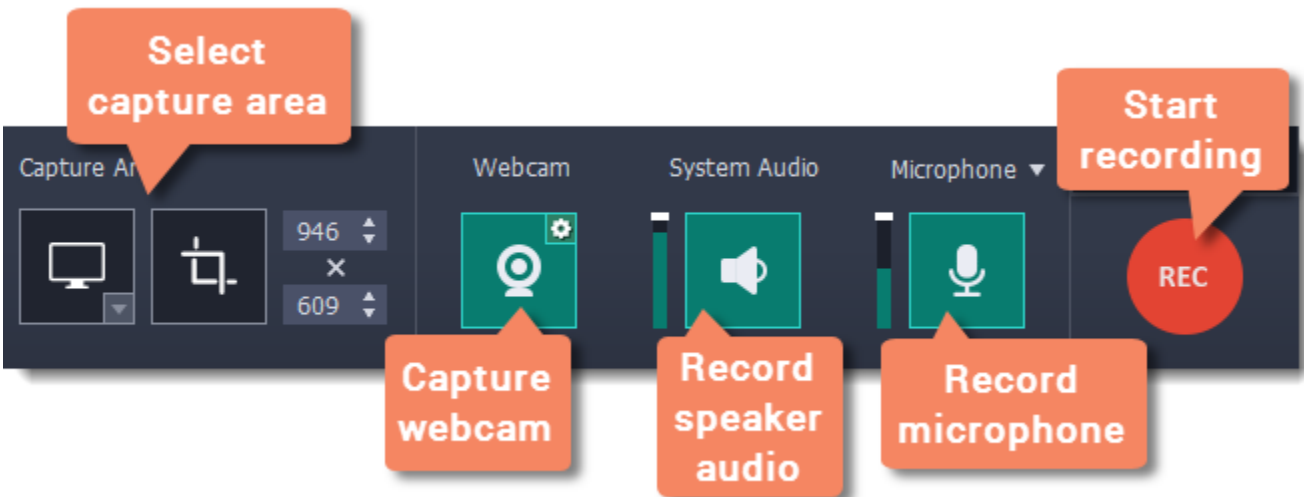 Select
capture area
Start
recording
Capture Ar
Webcam
System Audio
Microphone
946
×
609
REC
Capture
webcam
Record
speaker
audio
Record
microphone